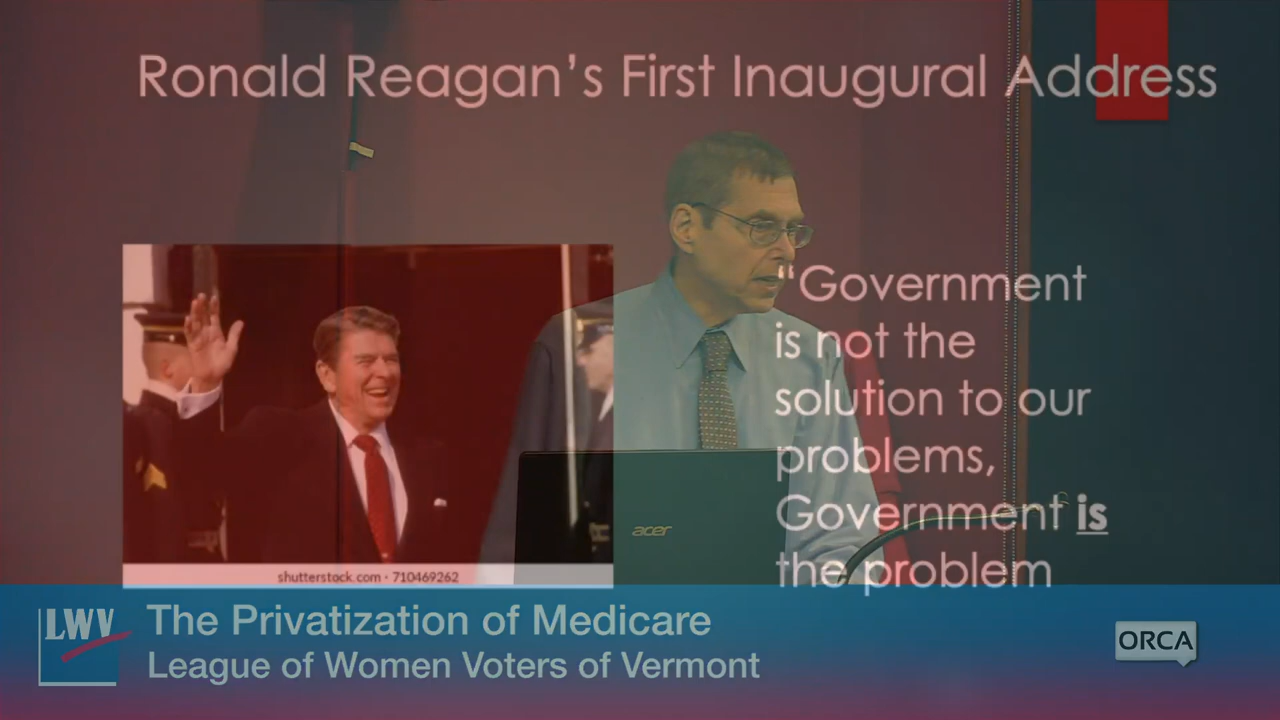 Ronald Reagan's First Inaugural Address
"Government
is not the
solution to our
problems,
Government is
the problem
acer
shutterstock.com · 710469262
LWV
The Privatization of Medicare
League of Women Voters of Vermont
ORCA